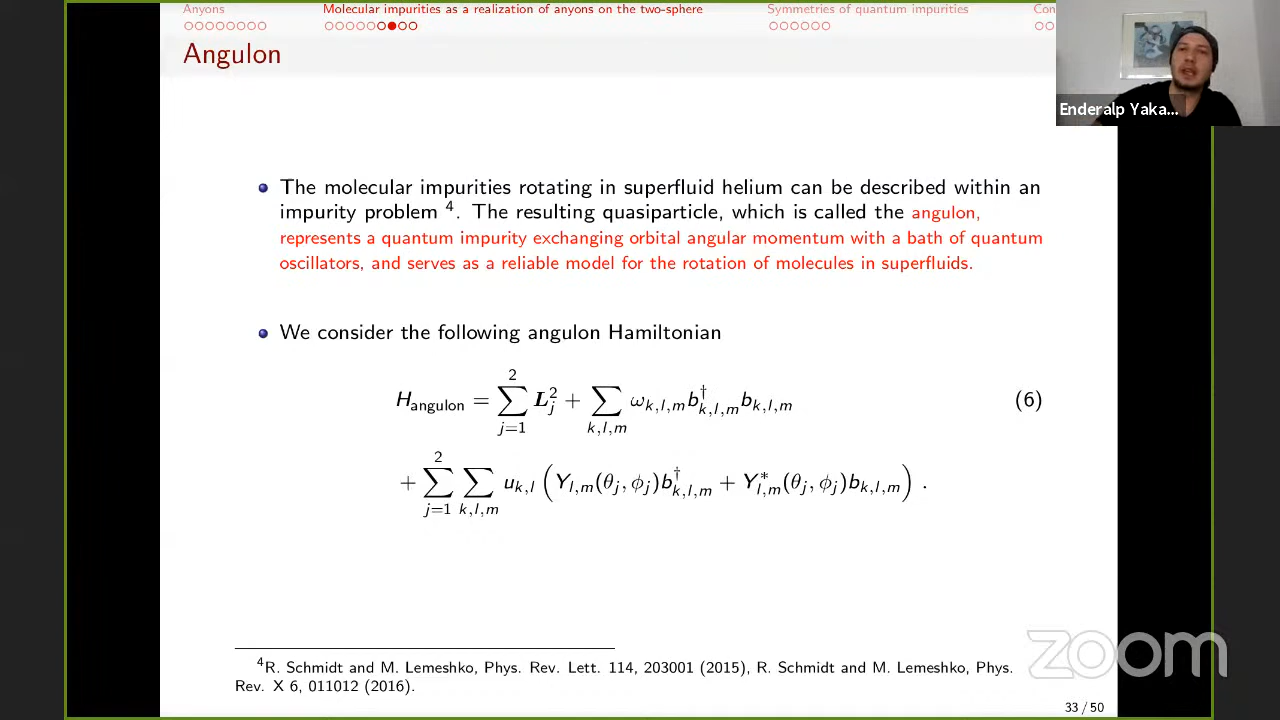 Anyons
Molecular impurities as a realization of anyons on the two-sphere
Symmetries of quantum impurities
Con
Angulon
Enderalp Yaka...
The molecular impurities rotating in superfluid helium can be described within an
impurity problem ⁴. The resulting quasiparticle, which is called the angulon,
represents a quantum impurity exchanging orbital angular momentum with a bath of quantum
oscillators, and serves as a reliable model for the rotation of molecules in superfluids.
We consider the following angulon Hamiltonian
H_angulon = ∑_{j=1}^{2} L_j^2 + ∑_{k,l,m} ω_{k,l,m} b^†_{k,l,m} b_{k,l,m} (6)
+ ∑_{j=1}^{2} ∑_{k,l,m} u_{k,l} ( Y_{l,m}(θ_j, ϕ_j) b^†_{k,l,m} + Y^*_{l,m}(θ_j, ϕ_j) b_{k,l,m} ) .
⁴R. Schmidt and M. Lemeshko, Phys. Rev. Lett. 114, 203001 (2015), R. Schmidt and M. Lemeshko, Phys.
Rev. X 6, 011012 (2016).
zoom
33 / 50